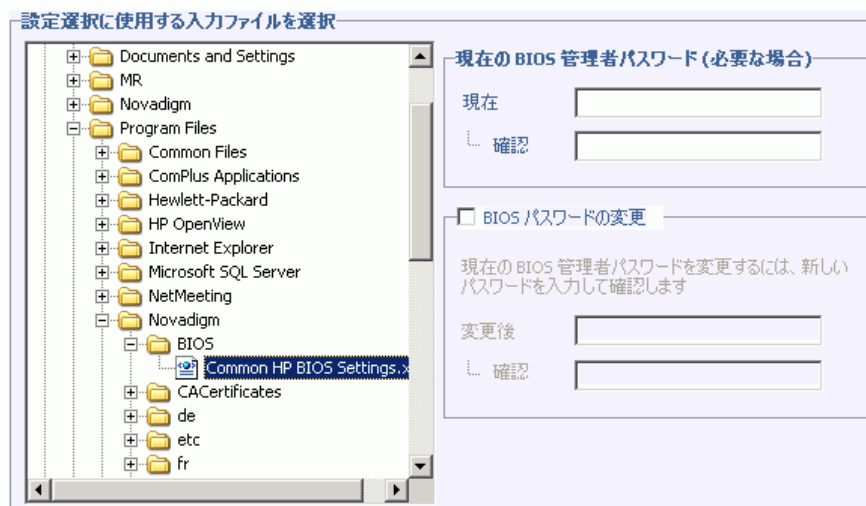 設定選択に使用する入力ファイルを選択
Documents and Settings
MR
Novadigm
Program Files
Common Files
ComPlus Applications
Hewlett-Packard
HP OpenView
Internet Explorer
Microsoft SQL Server
NetMeeting
Novadigm
BIOS
Common HP BIOS Settings.x
CACertificates
de
etc
fr
現在の BIOS 管理者パスワード (必要な場合)
現在
確認
BIOS パスワードの変更
現在の BIOS 管理者パスワードを変更するには、新しい
パスワードを入力して確認します
変更後
確認